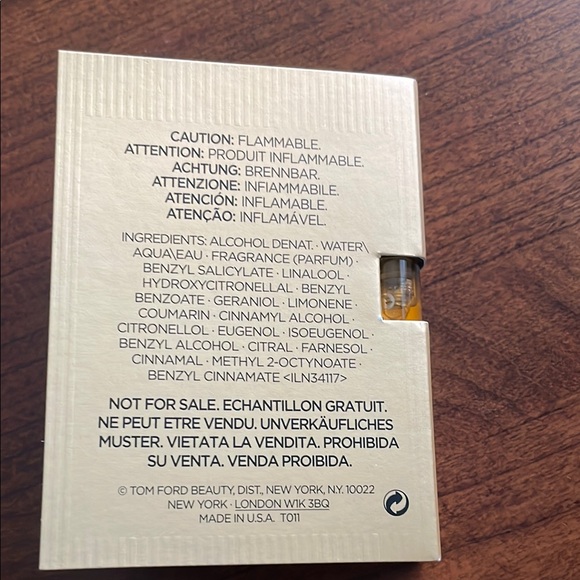 CAUTION: FLAMMABLE.
ATTENTION: PRODUIT INFLAMMABLE.
ACHTUNG: BRENNBAR.
ATTENZIONE: INFIAMMABILE.
ATENCIÓN: INFLAMABLE.
ATENÇÃO: INFLAMÁVEL.
INGREDIENTS: ALCOHOL DENAT. · WATER\
AQUA\EAU · FRAGRANCE (PARFUM) ·
BENZYL SALICYLATE · LINALOOL ·
HYDROXYCITRONELLAL · BENZYL
BENZOATE · GERANIOL · LIMONENE ·
COUMARIN · CINNAMYL ALCOHOL ·
CITRONELLOL · EUGENOL · ISOEUGENOL ·
BENZYL ALCOHOL · CITRAL · FARNESOL ·
CINNAMAL · METHYL 2-OCTYNOATE ·
BENZYL CINNAMATE <ILN34117>
NOT FOR SALE. ECHANTILLON GRATUIT.
NE PEUT ETRE VENDU. UNVERKÄUFLICHES
MUSTER. VIETATA LA VENDITA. PROHIBIDA
SU VENTA. VENDA PROIBIDA.
© TOM FORD BEAUTY, DIST., NEW YORK, N.Y. 10022
NEW YORK · LONDON W1K 3BQ
MADE IN U.S.A. T011